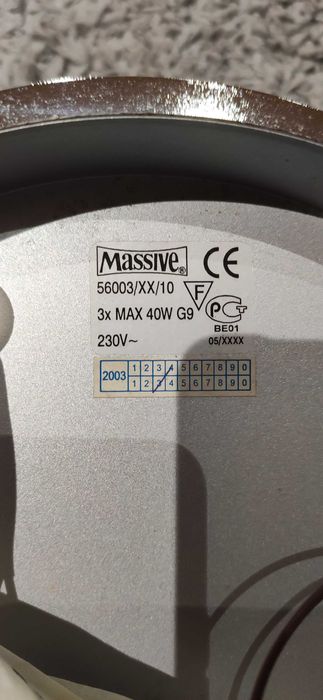 MASSIVE®
CE
56003/XX/10
F
3x MAX 40W G9
PCT
BE01
230V~
05/XXXX
2003
1 2 3 4 5 6 7 8 9 0
1 2 3 4 5 6 7 8 9 0